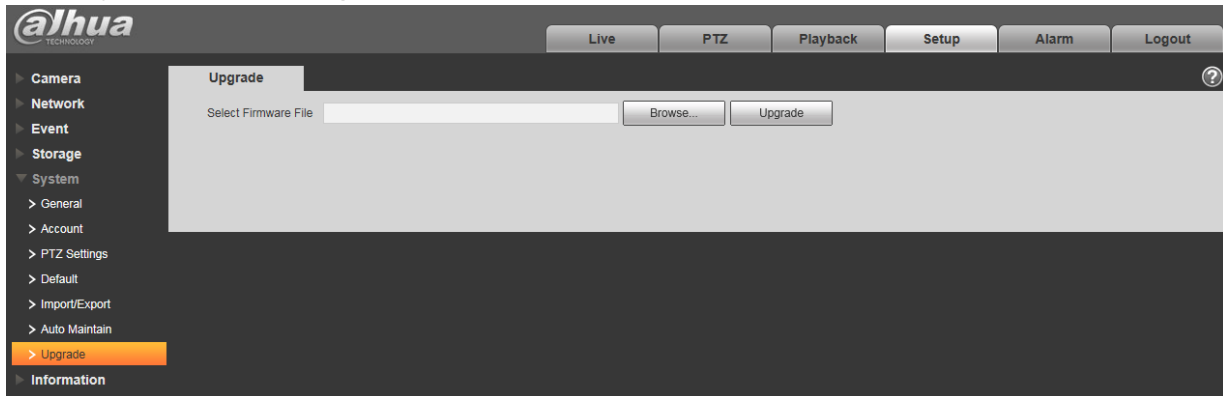 alhua
TECHNOLOGY
Live PTZ Playback Setup Alarm Logout
Camera
Network
Event
Storage
System
> General
> Account
> PTZ Settings
> Default
> Import/Export
> Auto Maintain
> Upgrade
Information
Upgrade
?
Select Firmware File Browse... Upgrade